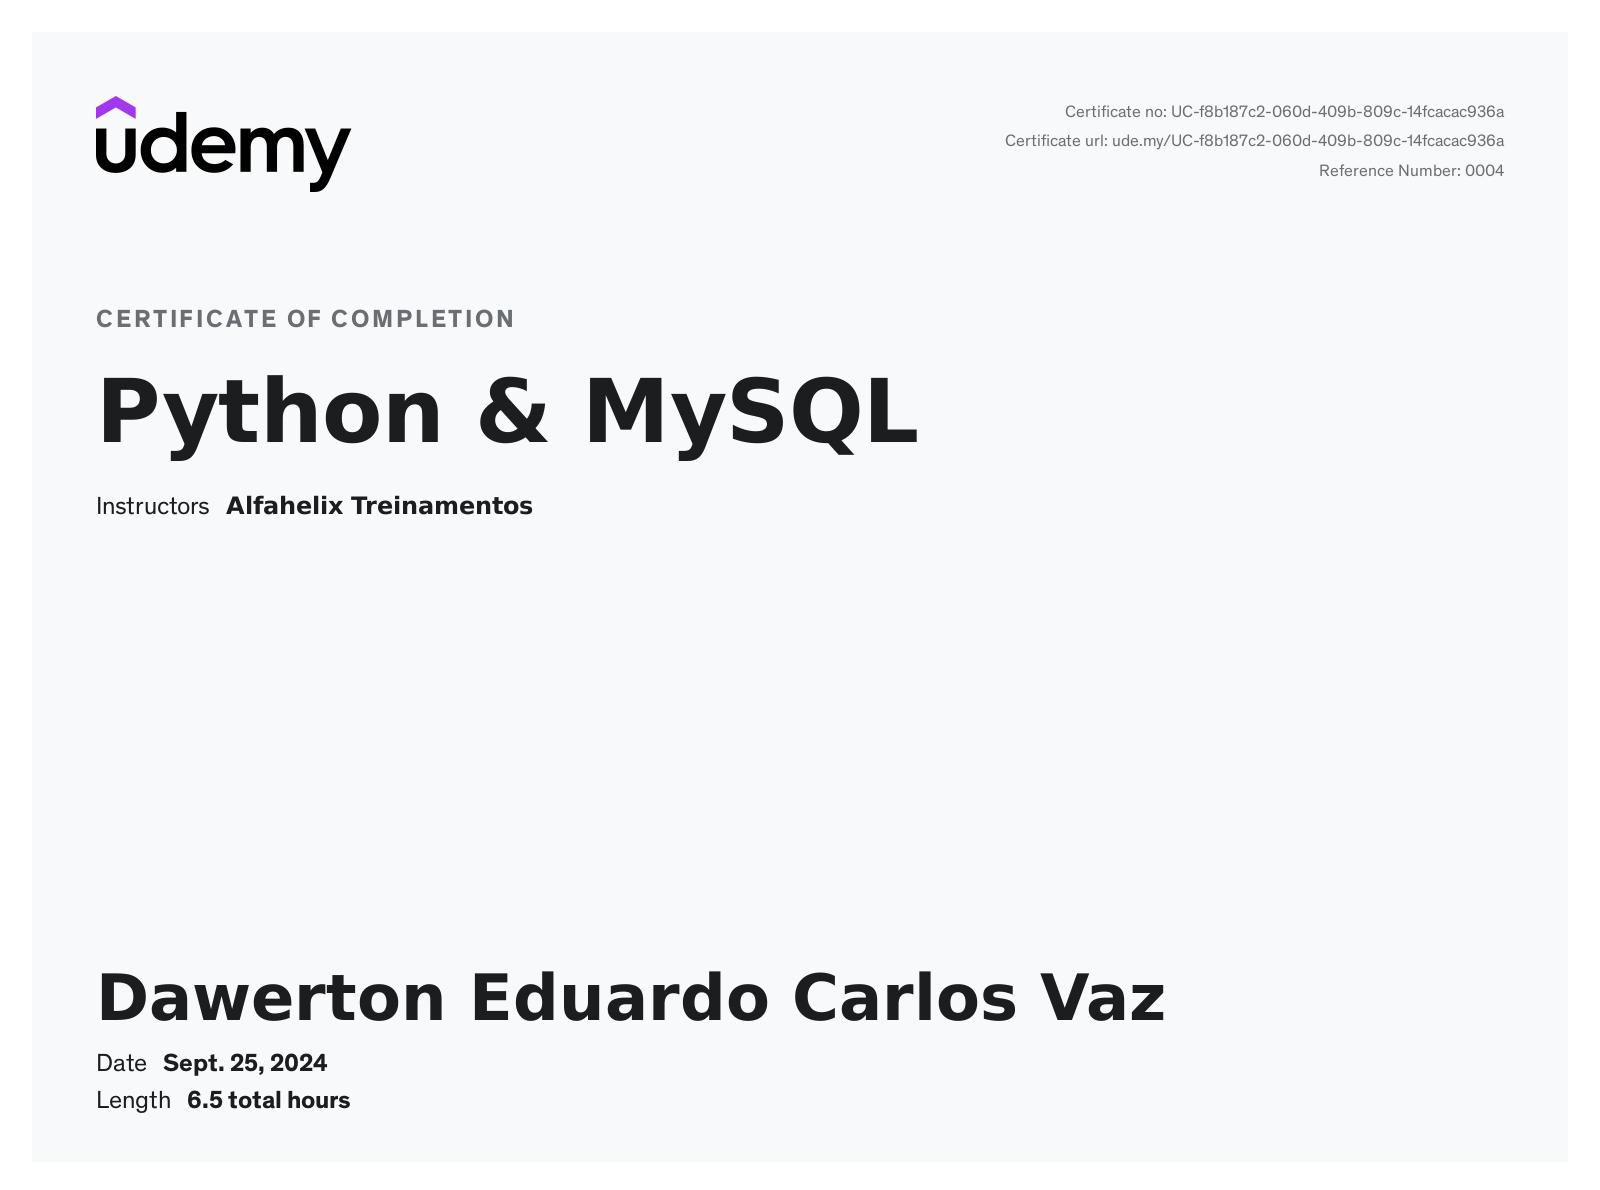 udemy
Certificate no: UC-f8b187c2-060d-409b-809c-14fcacac936a
Certificate url: ude.my/UC-f8b187c2-060d-409b-809c-14fcacac936a
Reference Number: 0004
CERTIFICATE OF COMPLETION
Python & MySQL
Instructors Alfahelix Treinamentos
Dawerton Eduardo Carlos Vaz
Date Sept. 25, 2024
Length 6.5 total hours